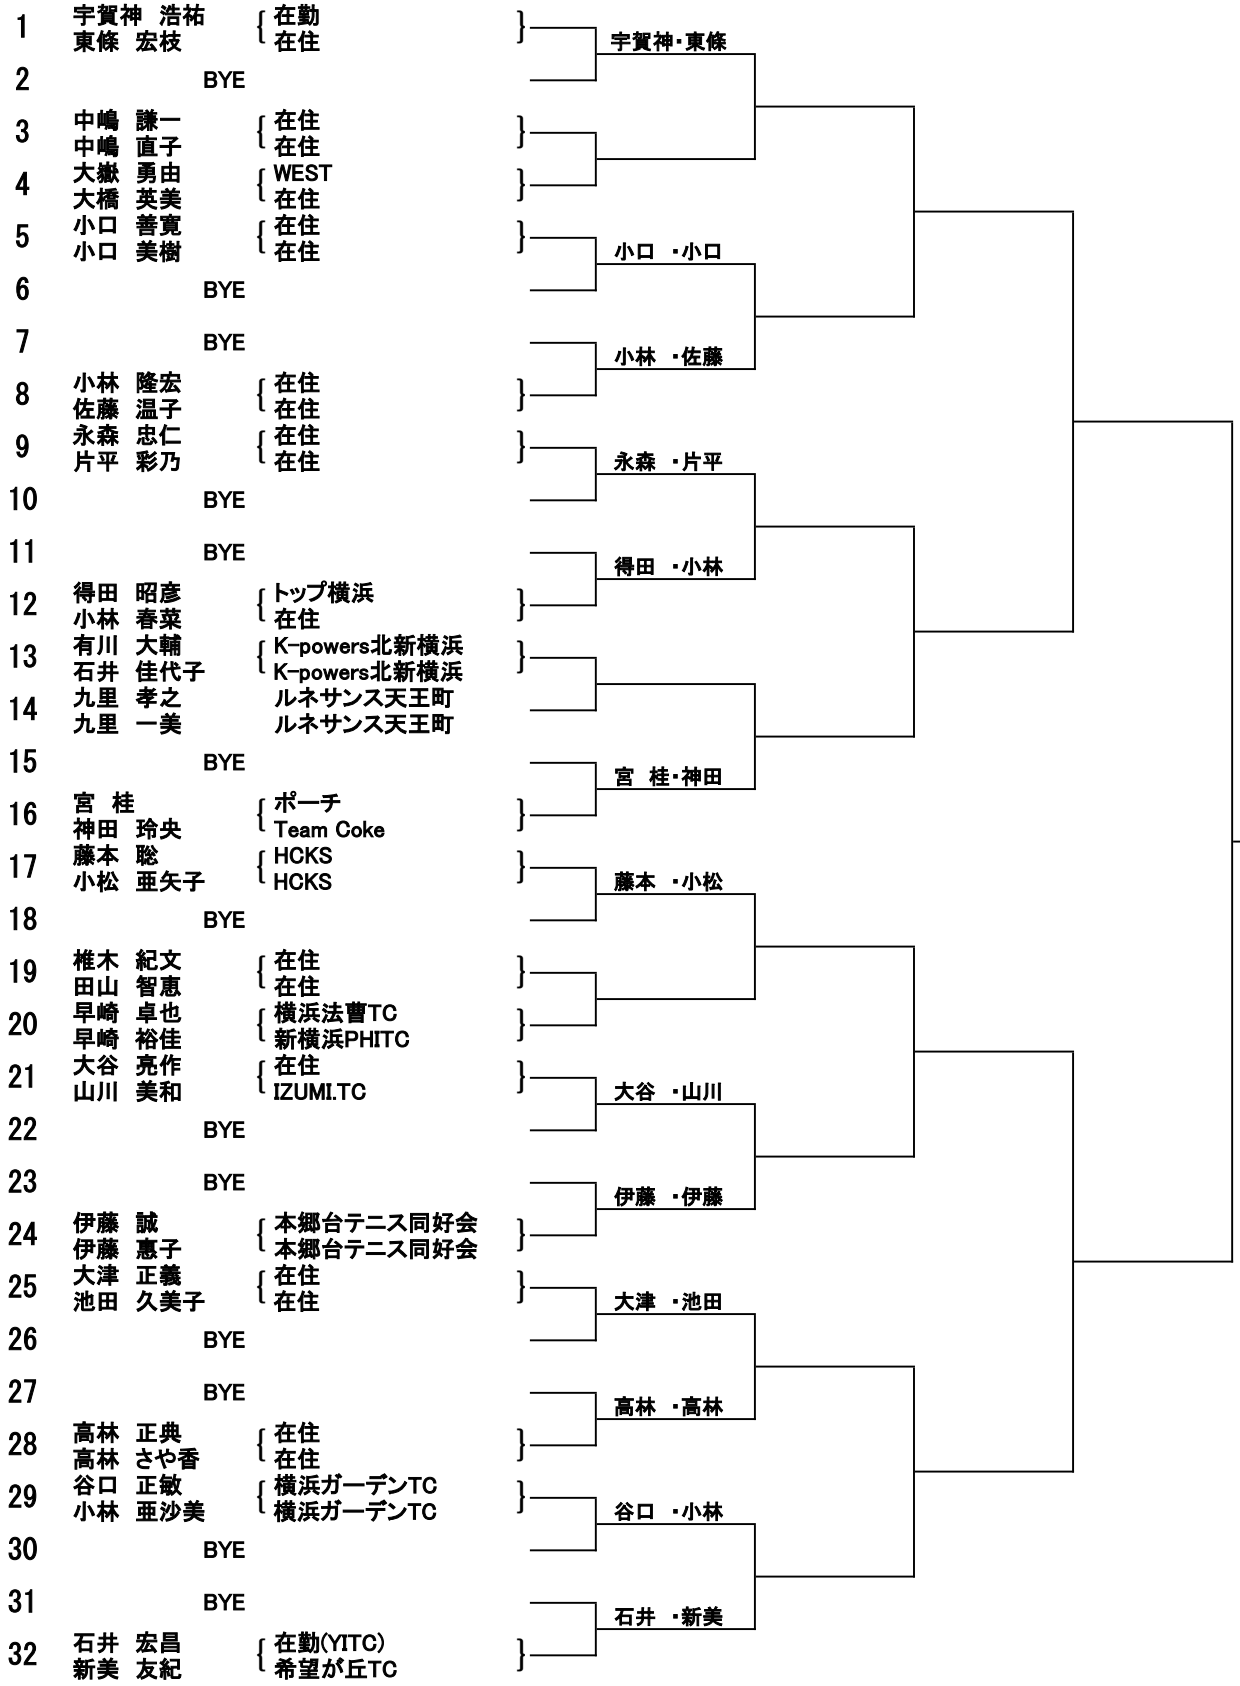 1 宇賀神 浩祐 { 在勤 }
東條 宏枝 在住
宇賀神・東條
2 BYE
3 中嶋 謙一 { 在住 }
中嶋 直子 在住
4 大嶽 勇由 { WEST }
大橋 英美 在住
5 小口 善寛 { 在住 }
小口 美樹 在住
小口 ・小口
6 BYE
7 BYE
小林 ・佐藤
8 小林 隆宏 { 在住 }
佐藤 温子 在住
9 永森 忠仁 { 在住 }
片平 彩乃 在住
永森 ・片平
10 BYE
11 BYE
得田 ・小林
12 得田 昭彦 { トップ横浜 }
小林 春菜 在住
13 有川 大輔 { K-powers北新横浜 }
石井 佳代子 K-powers北新横浜
14 九里 孝之 ルネサンス天王町
九里 一美 ルネサンス天王町
15 BYE
宮 桂・神田
16 宮 桂 { ポーチ }
神田 玲央 Team Coke
17 藤本 聡 { HCKS }
小松 亜矢子 HCKS
藤本 ・小松
18 BYE
19 椎木 紀文 { 在住 }
田山 智恵 在住
20 早崎 卓也 { 横浜法曹TC }
早崎 裕佳 新横浜PHITC
21 大谷 亮作 { 在住 }
山川 美和 IZUMI.TC
大谷 ・山川
22 BYE
23 BYE
伊藤 ・伊藤
24 伊藤 誠 { 本郷台テニス同好会 }
伊藤 惠子 本郷台テニス同好会
25 大津 正義 { 在住 }
池田 久美子 在住
大津 ・池田
26 BYE
27 BYE
高林 ・高林
28 高林 正典 { 在住 }
高林 さや香 在住
29 谷口 正敏 { 横浜ガーデンTC }
小林 亜沙美 横浜ガーデンTC
谷口 ・小林
30 BYE
31 BYE
石井 ・新美
32 石井 宏昌 { 在勤(YITC) }
新美 友紀 希望が丘TC